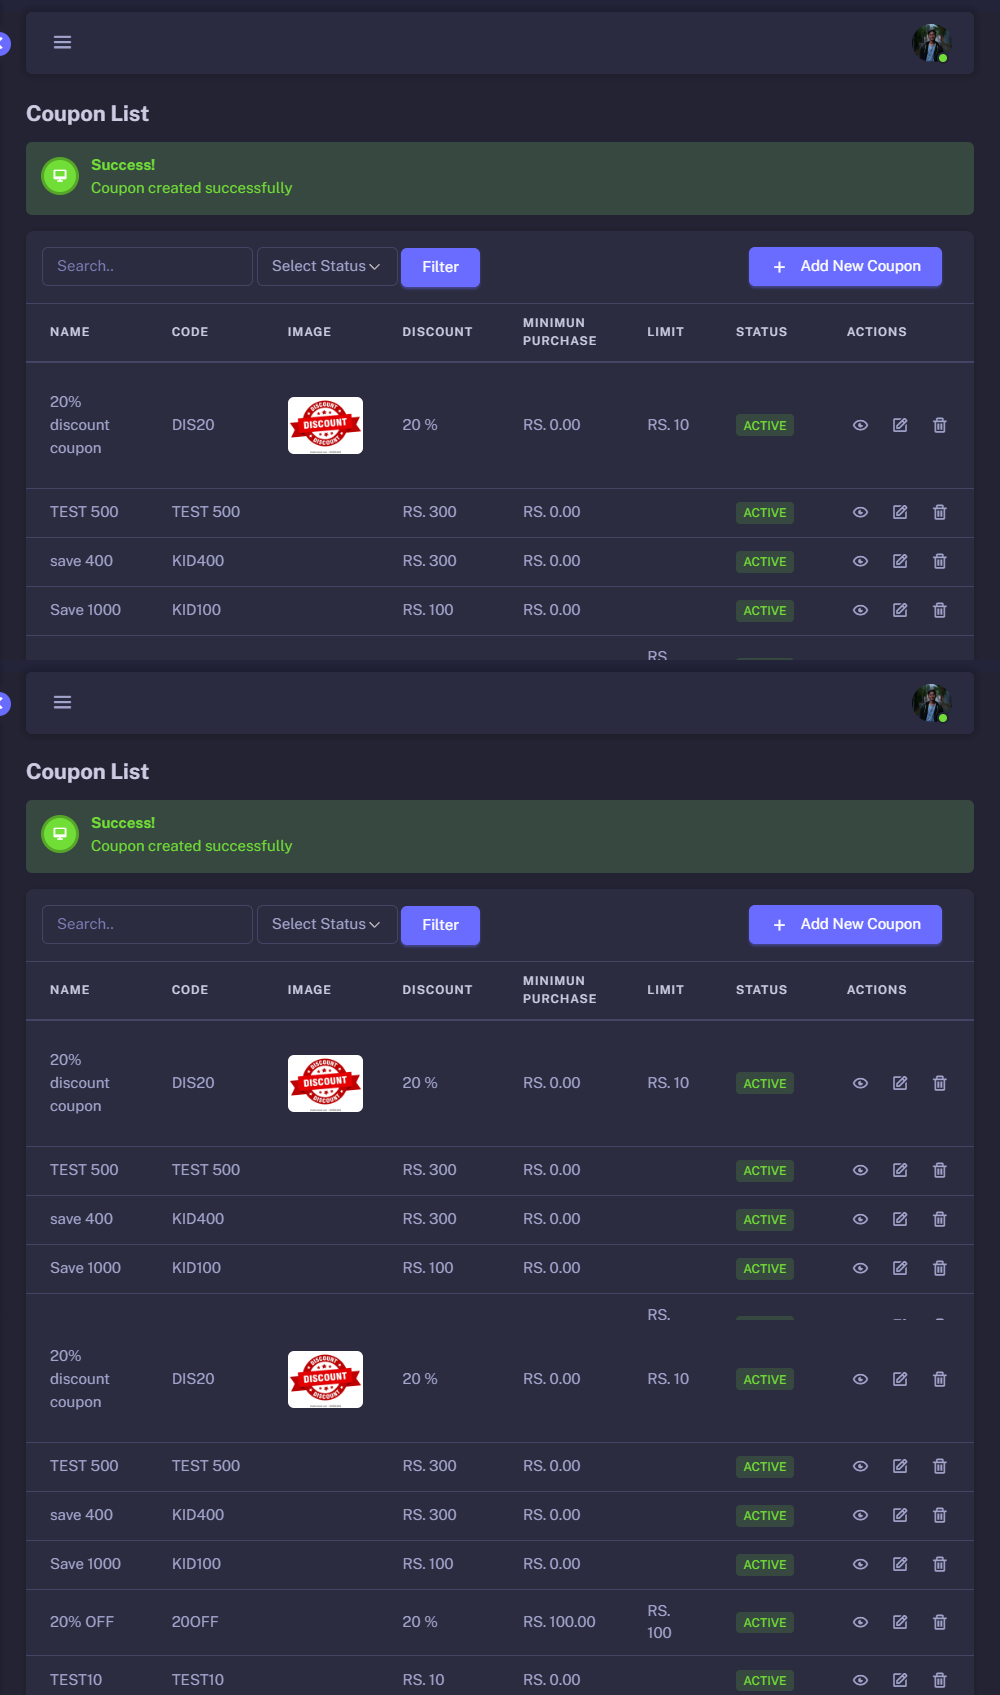 Coupon List
Success!
Coupon created successfully
Search..
Select Status
Filter
+ Add New Coupon
NAME CODE IMAGE DISCOUNT MINIMUN PURCHASE LIMIT STATUS ACTIONS
20% discount coupon DIS20 DISCOUNT DISCOUNT DISCOUNT 20 % RS. 0.00 RS. 10 ACTIVE
TEST 500 TEST 500 RS. 300 RS. 0.00 ACTIVE
save 400 KID400 RS. 300 RS. 0.00 ACTIVE
Save 1000 KID100 RS. 100 RS. 0.00 ACTIVE
RS
Coupon List
Success!
Coupon created successfully
Search..
Select Status
Filter
+ Add New Coupon
NAME CODE IMAGE DISCOUNT MINIMUN PURCHASE LIMIT STATUS ACTIONS
20% discount coupon DIS20 DISCOUNT DISCOUNT DISCOUNT 20 % RS. 0.00 RS. 10 ACTIVE
TEST 500 TEST 500 RS. 300 RS. 0.00 ACTIVE
save 400 KID400 RS. 300 RS. 0.00 ACTIVE
Save 1000 KID100 RS. 100 RS. 0.00 ACTIVE
RS.
20% discount coupon DIS20 DISCOUNT DISCOUNT DISCOUNT 20 % RS. 0.00 RS. 10 ACTIVE
TEST 500 TEST 500 RS. 300 RS. 0.00 ACTIVE
save 400 KID400 RS. 300 RS. 0.00 ACTIVE
Save 1000 KID100 RS. 100 RS. 0.00 ACTIVE
20% OFF 20OFF 20 % RS. 100.00 RS. 100 ACTIVE
TEST10 TEST10 RS. 10 RS. 0.00 ACTIVE